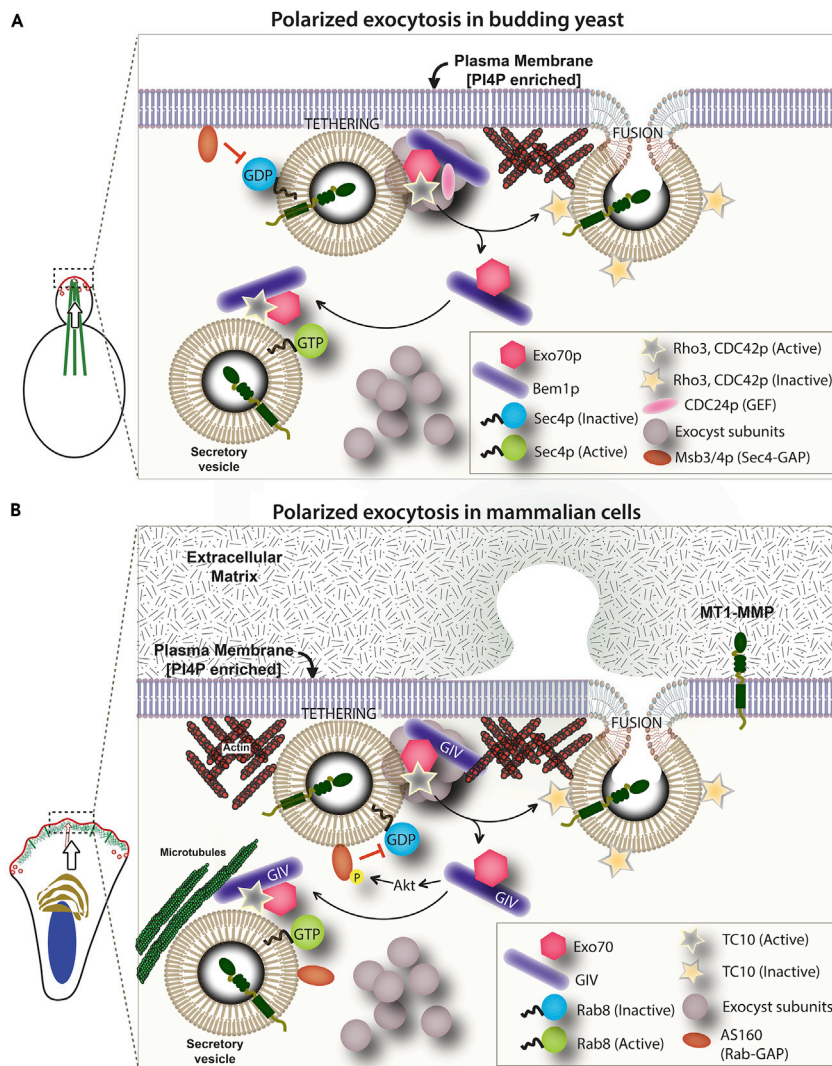 A
Polarized exocytosis in budding yeast
Plasma Membrane
[PI4P enriched]
TETHERING
FUSION
GDP
GTP
Secretory
vesicle
Exo70p
Bem1p
Sec4p (Inactive)
Sec4p (Active)
Rho3, CDC42p (Active)
Rho3, CDC42p (Inactive)
CDC24p (GEF)
Exocyst subunits
Msb3/4p (Sec4-GAP)
B
Polarized exocytosis in mammalian cells
Extracellular
Matrix
MT1-MMP
Plasma Membrane
[PI4P enriched]
TETHERING
FUSION
Actin
GIV
GDP
Microtubules
GIV
P
Akt
GIV
GTP
Secretory
vesicle
Exo70
GIV
Rab8 (Inactive)
Rab8 (Active)
TC10 (Active)
TC10 (Inactive)
Exocyst subunits
AS160
(Rab-GAP)